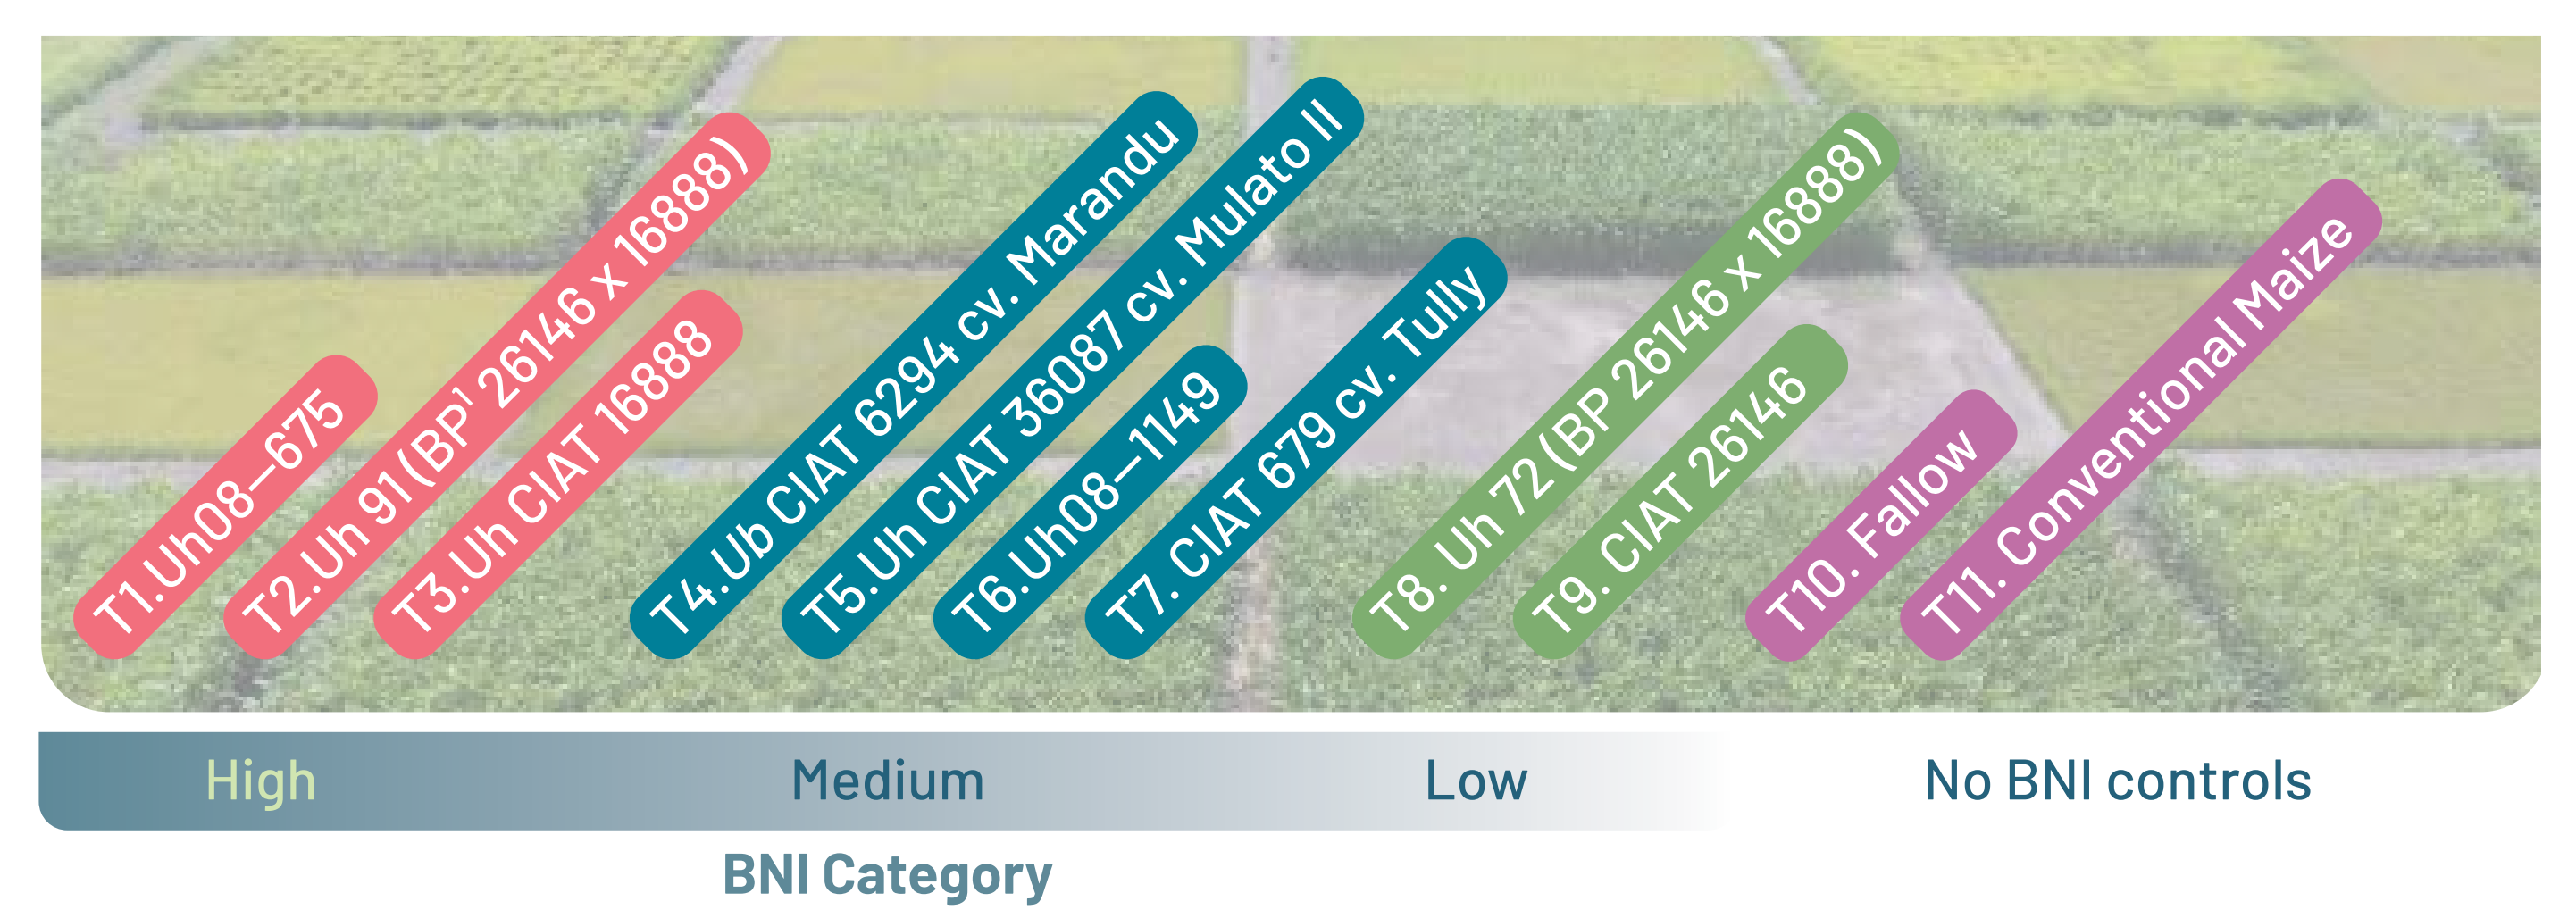 T1.Uh08–675
T2.Uh 91(BP¹ 26146 x 16888)
T3.Uh CIAT 16888
T4.Ub CIAT 6294 cv. Marandu
T5.Uh CIAT 36087 cv. Mulato II
T6.Uh08–1149
T7. CIAT 679 cv. Tully
T8. Uh 72 (BP 26146 x 16888)
T9. CIAT 26146
T10. Fallow
T11. Conventional Maize
High
Medium
Low
No BNI controls
BNI Category